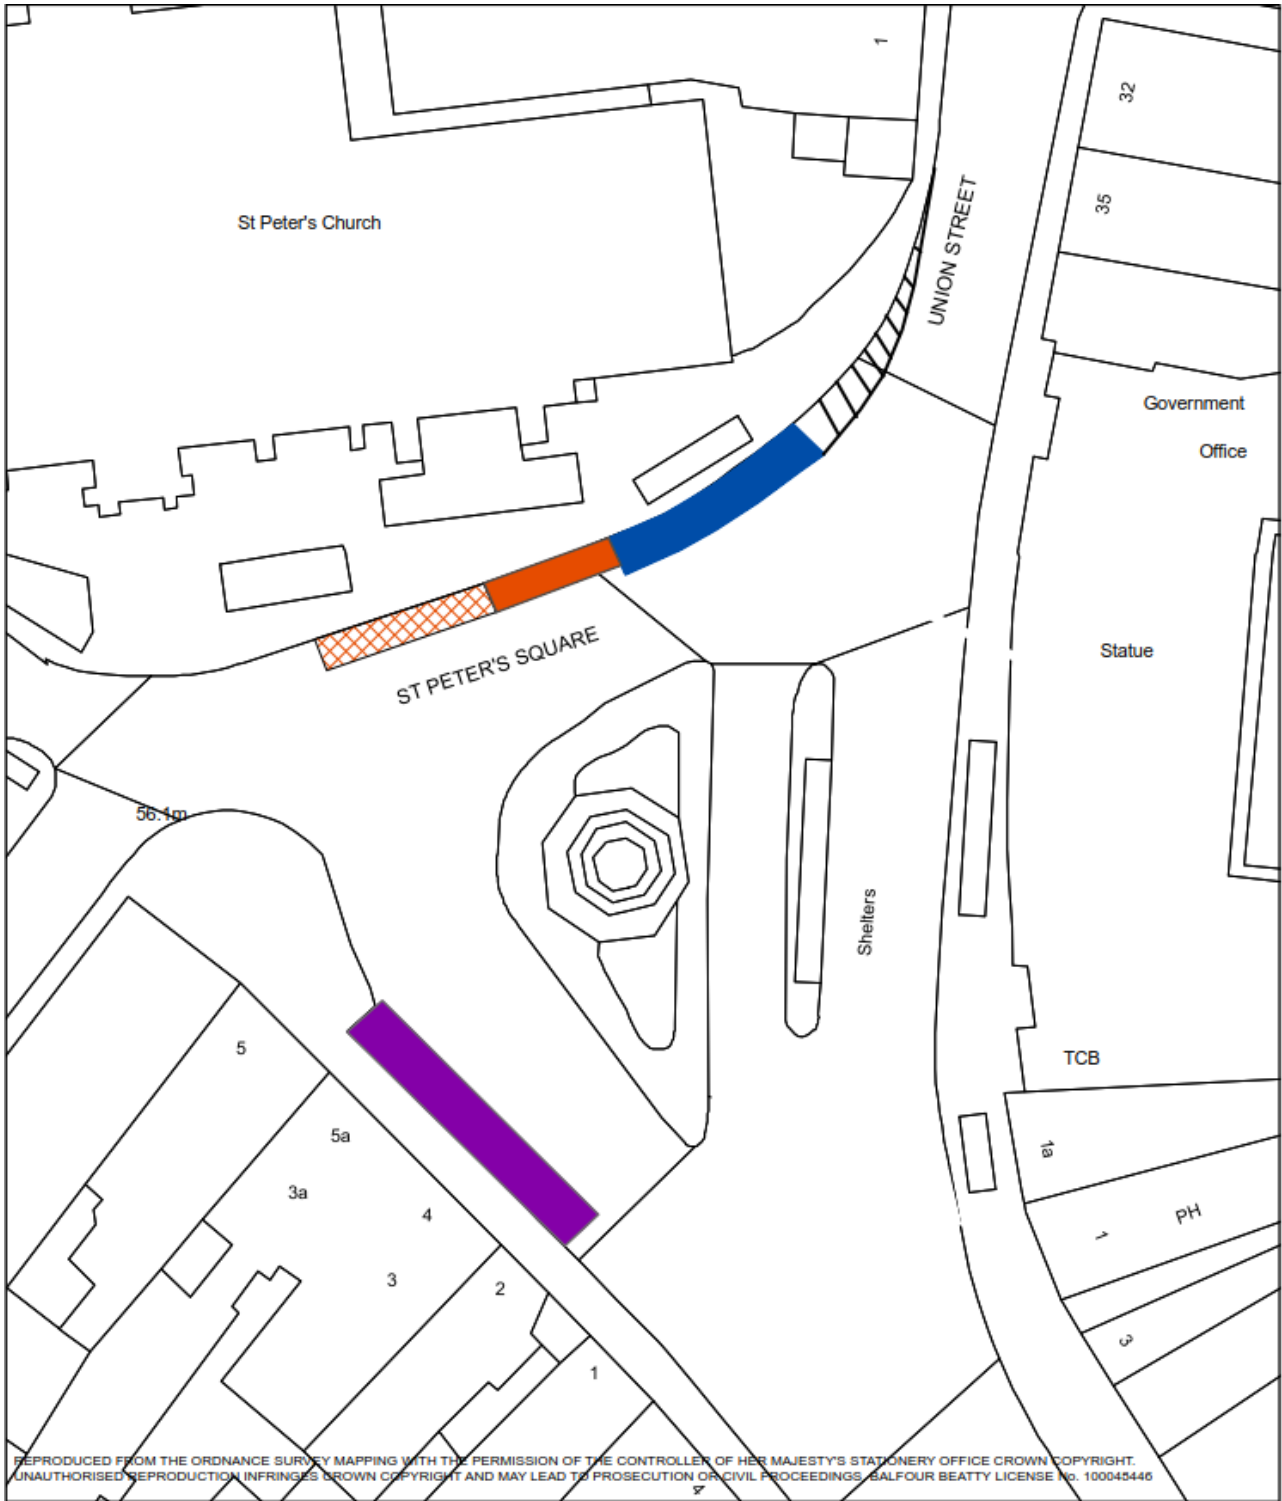 1
32
St Peter's Church
35
UNION STREET
Government
Office
ST PETER'S SQUARE
Statue
56.1m
Shelters
5
TCB
5a
1a
3a
4
PH
1
3
2
3
1
REPRODUCED FROM THE ORDNANCE SURVEY MAPPING WITH THE PERMISSION OF THE CONTROLLER OF HER MAJESTY'S STATIONERY OFFICE CROWN COPYRIGHT.
UNAUTHORISED REPRODUCTION INFRINGES CROWN COPYRIGHT AND MAY LEAD TO PROSECUTION OR CIVIL PROCEEDINGS. BALFOUR BEATTY LICENSE No. 100048446
4